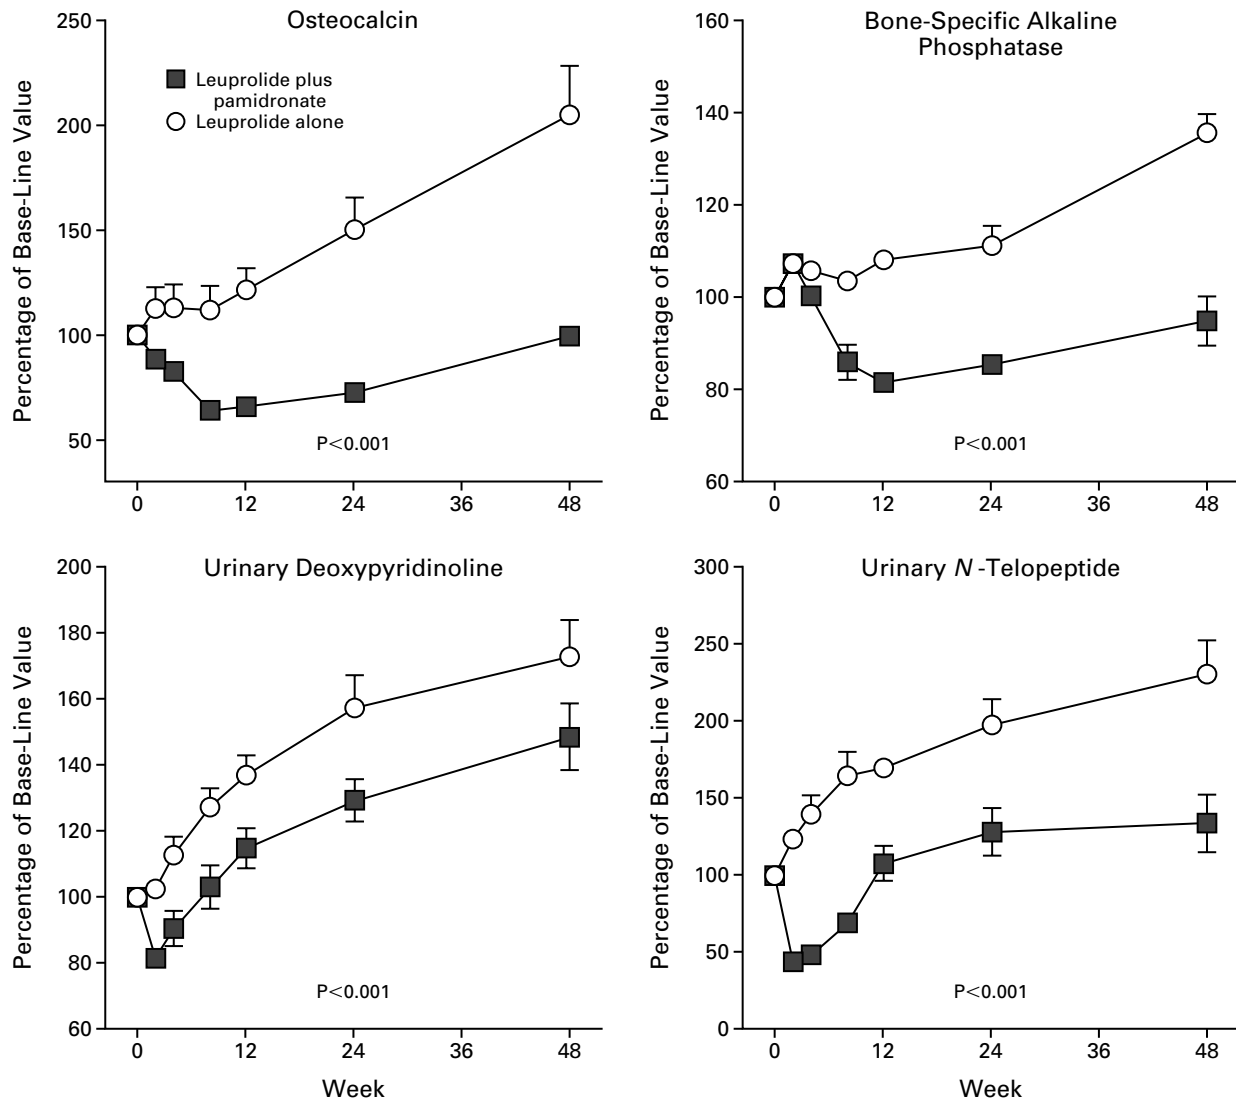 Osteocalcin
Percentage of Base-Line Value
250
200
150
100
50
Leuprolide plus
pamidronate
Leuprolide alone
P<0.001
0 12 24 36 48
Bone-Specific Alkaline
Phosphatase
Percentage of Base-Line Value
160
140
120
100
80
60
P<0.001
0 12 24 36 48
Urinary Deoxypyridinoline
Percentage of Base-Line Value
200
180
160
140
120
100
80
60
P<0.001
0 12 24 36 48
Week
Urinary N-Telopeptide
Percentage of Base-Line Value
300
250
200
150
100
50
0
P<0.001
0 12 24 36 48
Week